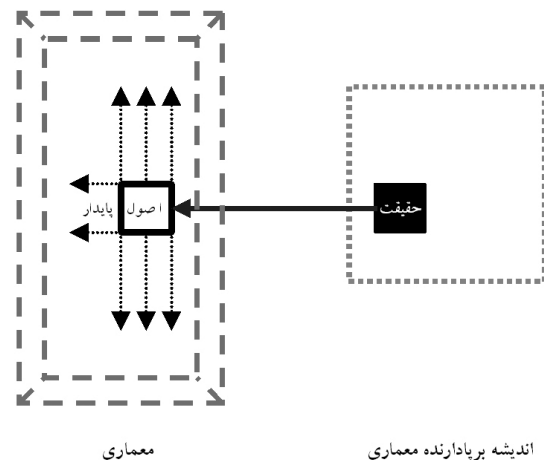 حقیقت
اصول پایدار
اندیشه برپادارنده معماری
معماری